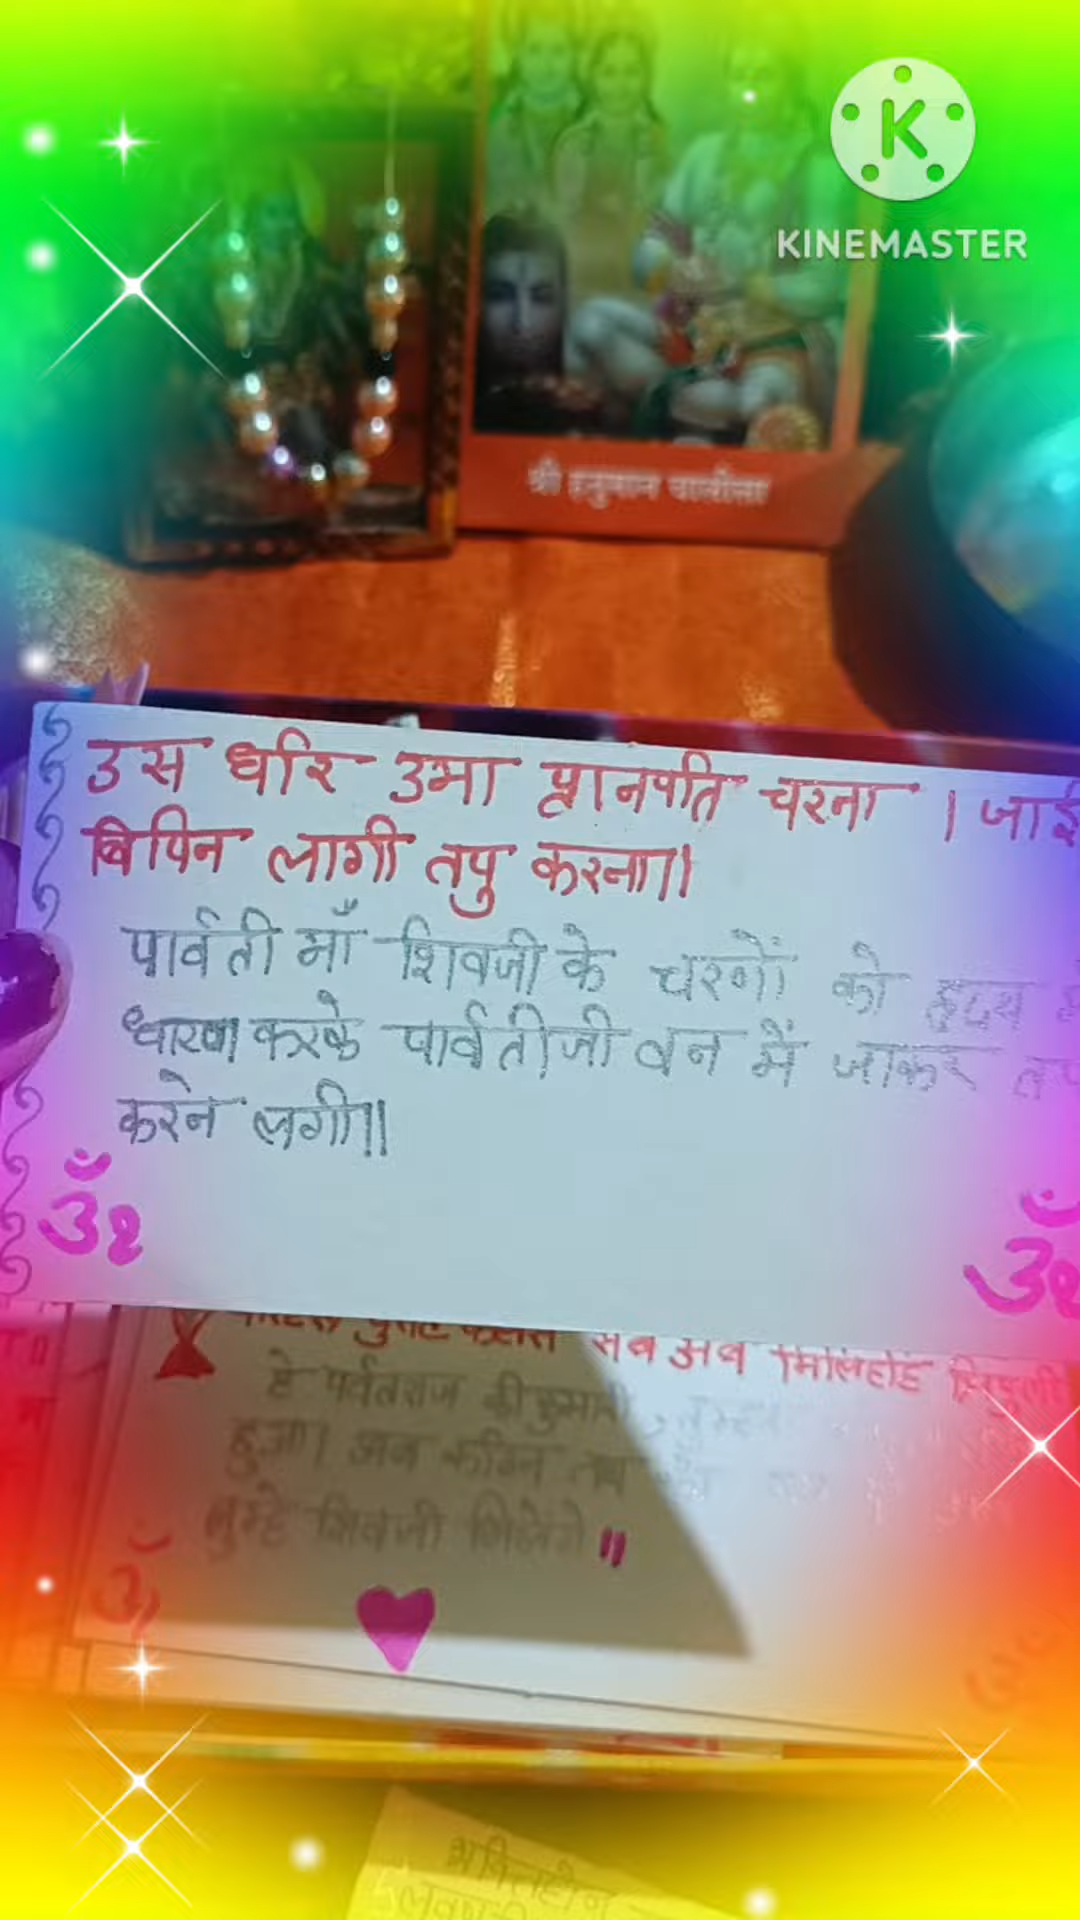 KINEMASTER
श्री हनुमान चालीसा
उस धरि उमा प्रानपति चरना । जाई
बिपिन लागी तपु करना।।
पार्वती माँ शिवजी के चरणों को हृदय
धारण करके पार्वतीजी वन में जाकर
करने लगी॥
ॐ ॐ
सब अब मिलिहहिं
हे पर्वतराज की कुमारी,
हुआ। अब कठिन
तुम्हे शिवजी मिलेंगे ॥
ॐ